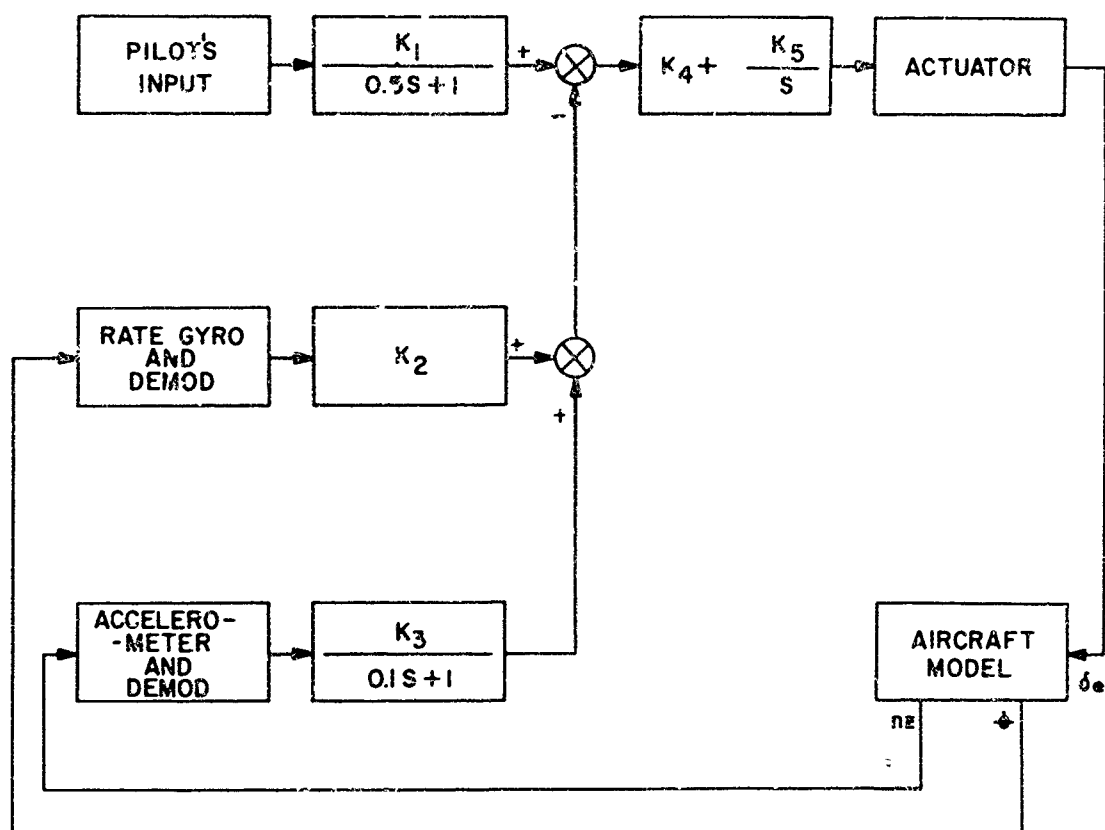 PILOT'S
INPUT
K1
0.5S+1
+
-
K4+
K5
S
ACTUATOR
RATE GYRO
AND
DEMOD
K2
+
+
ACCELERO-
-METER
AND
DEMOD
K3
0.1S+1
AIRCRAFT
MODEL
δe
nz